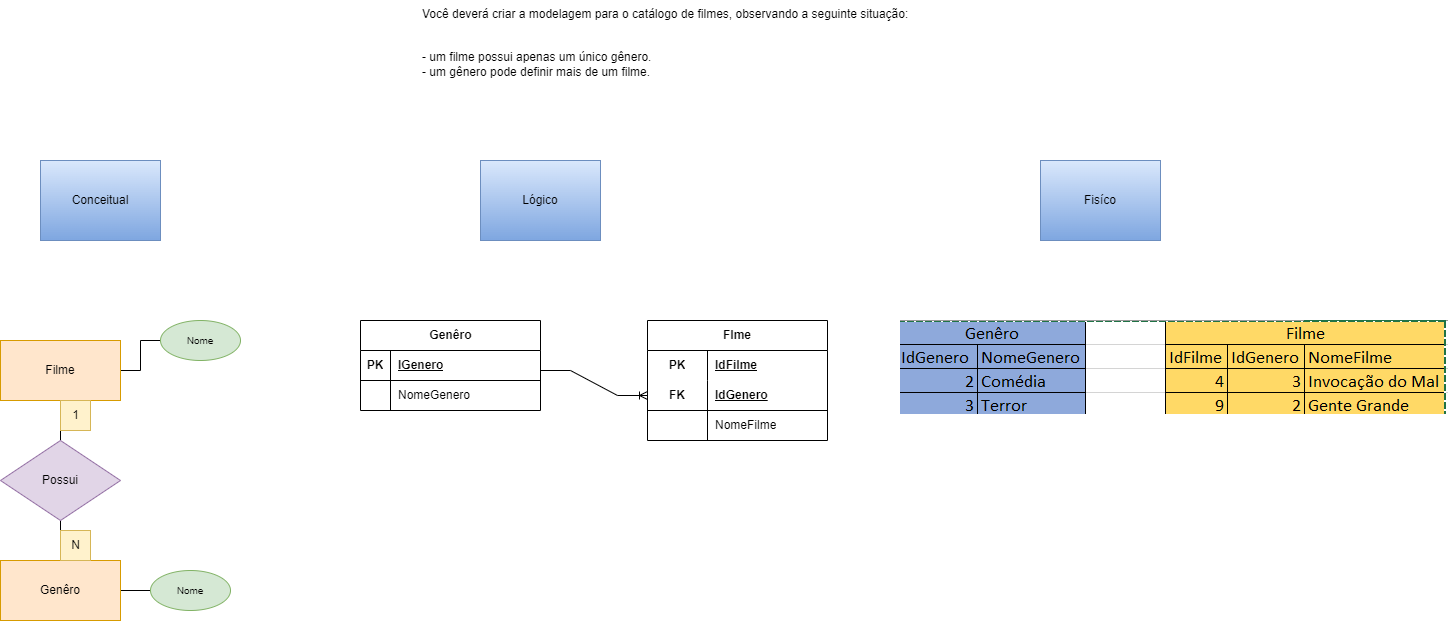 Você deverá criar a modelagem para o catálogo de filmes, observando a seguinte situação:
- um filme possui apenas um único gênero.
- um gênero pode definir mais de um filme.
Conceitual
Lógico
Fisíco
Nome
Filme
1
Possui
N
Genêro
Nome
Genêro
PK IGenero
NomeGenero
FIme
PK IdFilme
FK IdGenero
NomeFilme
Genêro
IdGenero NomeGenero
2 Comédia
3 Terror
Filme
IdFilme IdGenero NomeFilme
4 3 Invocação do Mal
9 2 Gente Grande